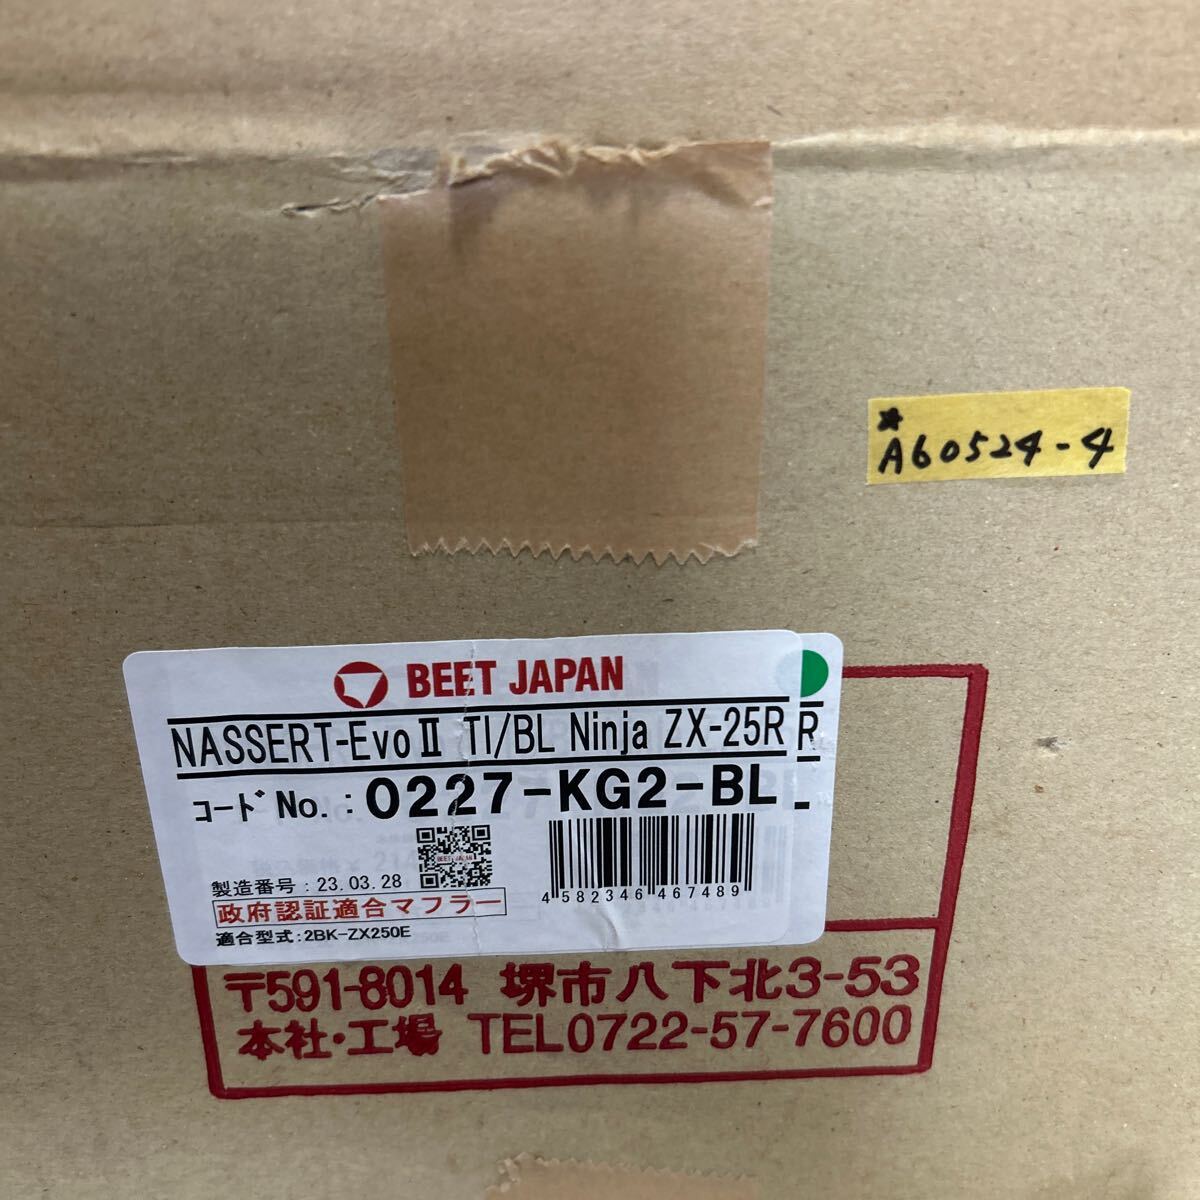 ☆
A60524-4
BEET JAPAN
NASSERT-EvoⅡ TI/BL Ninja ZX-25R R
コードNo.:0227-KG2-BL
製造番号:23.03.28
BEET JAPAN
4 582346 467489
政府認証適合マフラー
適合型式:2BK-ZX250E
〒591-8014 堺市八下北3-53
本社・工場 TEL0722-57-7600